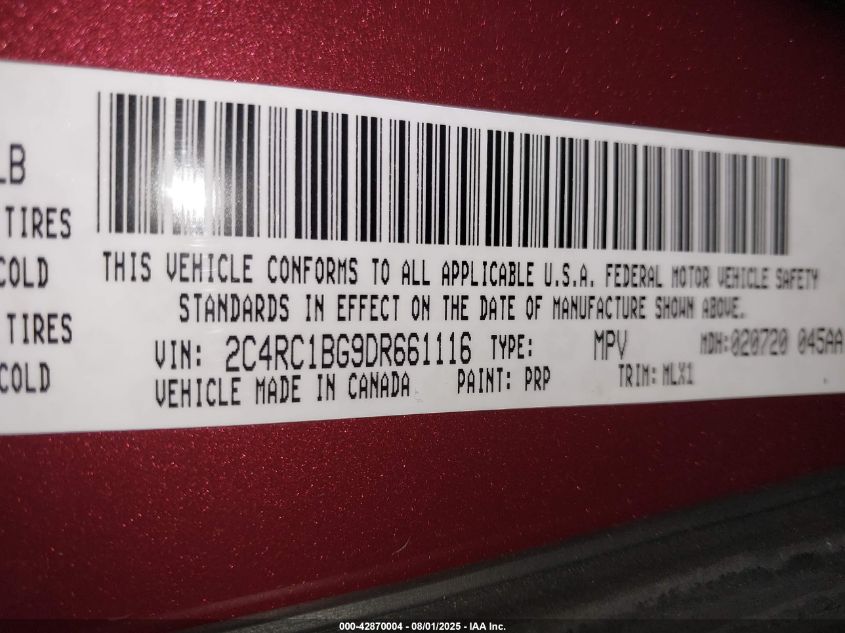 LB
TIRES
COLD
TIRES
COLD
THIS VEHICLE CONFORMS TO ALL APPLICABLE U.S.A. FEDERAL MOTOR VEHICLE SAFETY
STANDARDS IN EFFECT ON THE DATE OF MANUFACTURE SHOWN ABOVE.
VIN: 2C4RC1BG9DR661116 TYPE: MPV MDH:020720 045AA
VEHICLE MADE IN CANADA PAINT: PRP TRIM: MLX1
000-42870004 - 08/01/2025 - IAA Inc.